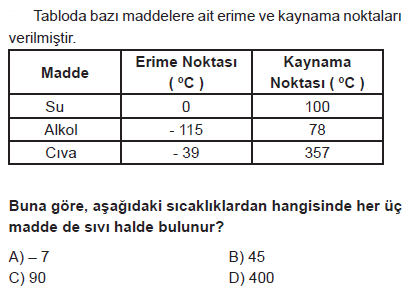 Tabloda bazı maddelere ait erime ve kaynama noktaları
verilmiştir.
Madde Erime Noktası ( ºC ) Kaynama Noktası ( ºC )
Su 0 100
Alkol - 115 78
Cıva - 39 357
Buna göre, aşağıdaki sıcaklıklardan hangisinde her üç
madde de sıvı halde bulunur?
A) – 7 B) 45
C) 90 D) 400